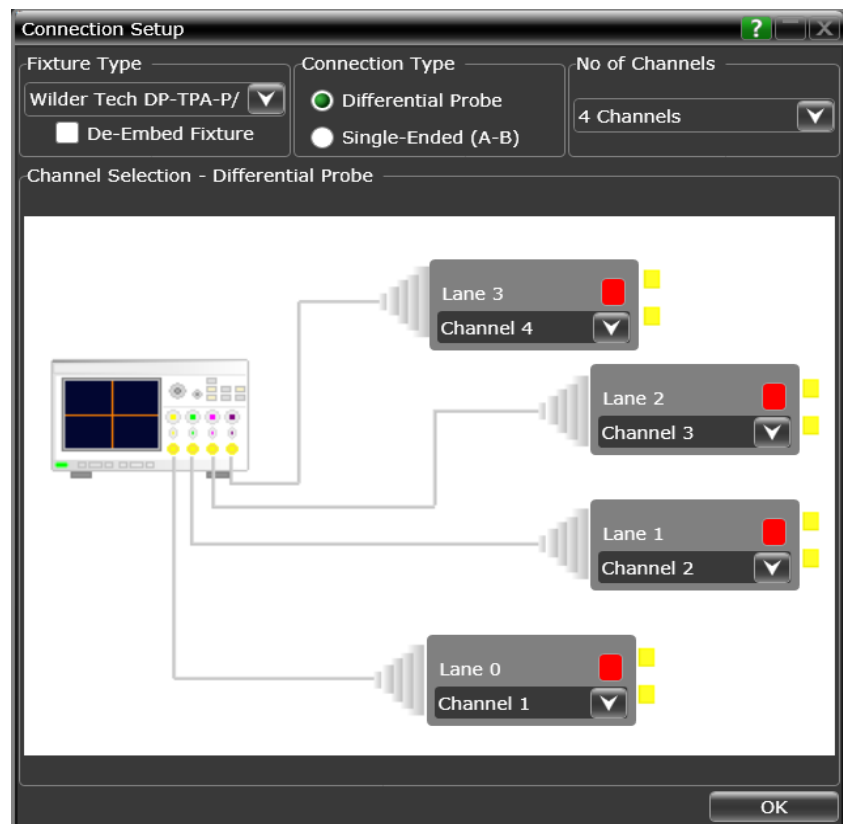 Connection Setup
?
X
Fixture Type
Connection Type
No of Channels
Wilder Tech DP-TPA-P/
De-Embed Fixture
Differential Probe
Single-Ended (A-B)
4 Channels
Channel Selection - Differential Probe
Lane 3
Channel 4
Lane 2
Channel 3
Lane 1
Channel 2
Lane 0
Channel 1
OK